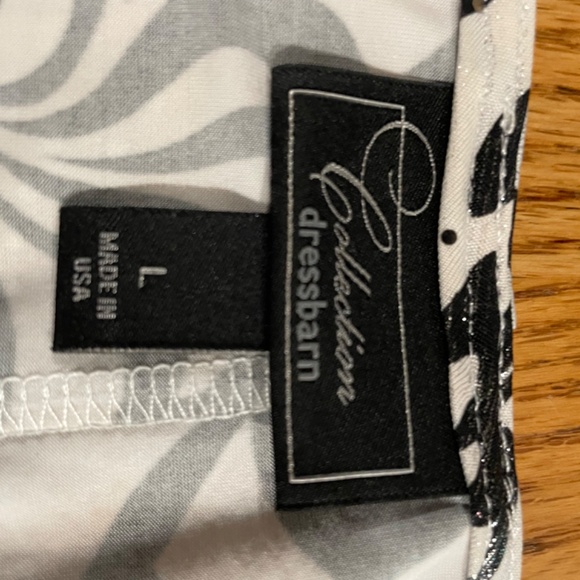 Collection
dressbarn
L
MADE IN
USA